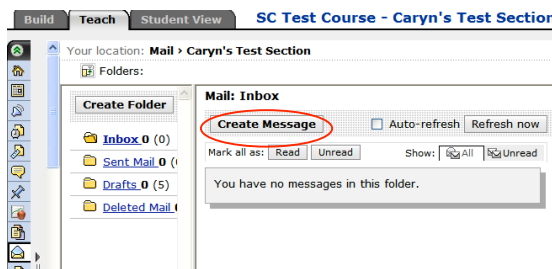 Build Teach Student View SC Test Course - Caryn's Test Section
Your location: Mail › Caryn's Test Section
Folders:
Create Folder
Inbox 0 (0)
Sent Mail 0 (
Drafts 0 (5)
Deleted Mail
Mail: Inbox
Create Message Auto-refresh Refresh now
Mark all as: Read Unread Show: All Unread
You have no messages in this folder.